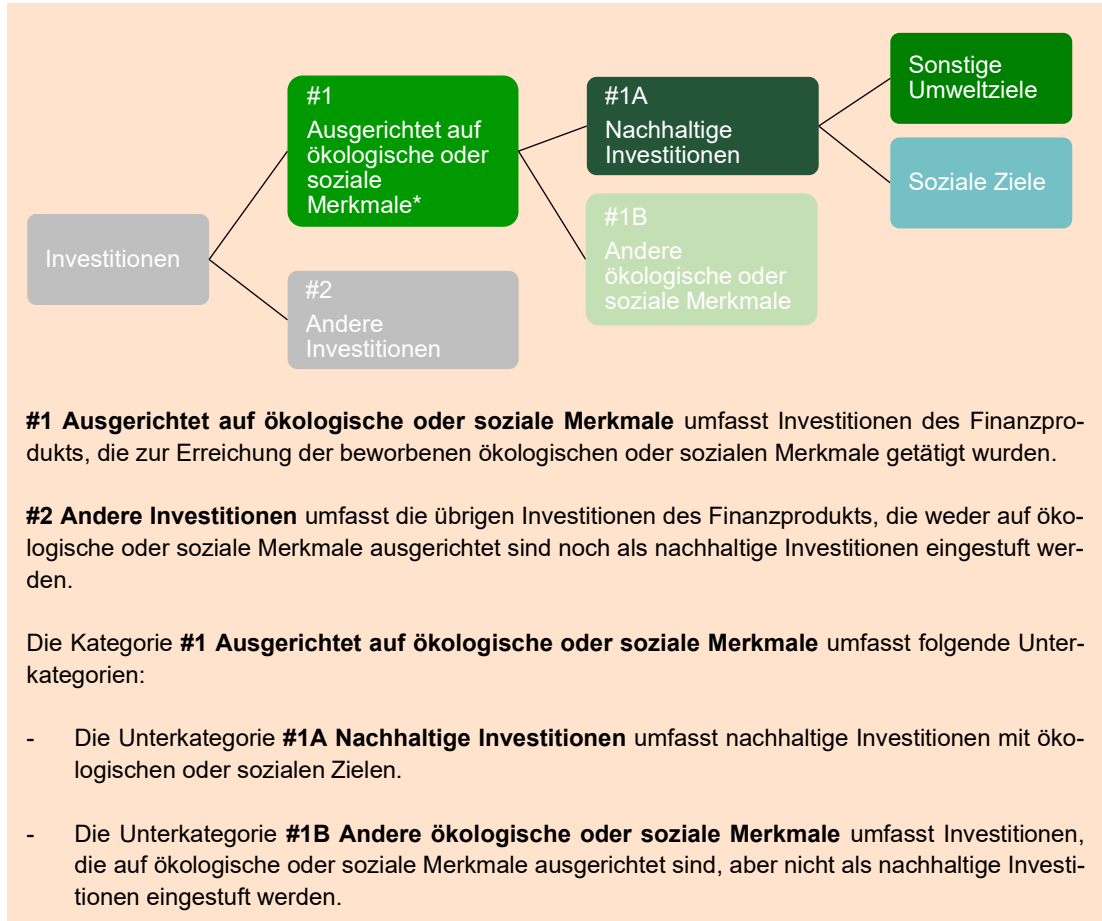 Investitionen
#1
Ausgerichtet auf
ökologische oder
soziale
Merkmale*
#2
Andere
Investitionen
#1A
Nachhaltige
Investitionen
#1B
Andere
ökologische oder
soziale Merkmale
Sonstige
Umweltziele
Soziale Ziele
#1 Ausgerichtet auf ökologische oder soziale Merkmale umfasst Investitionen des Finanzpro-
dukts, die zur Erreichung der beworbenen ökologischen oder sozialen Merkmale getätigt wurden.
#2 Andere Investitionen umfasst die übrigen Investitionen des Finanzprodukts, die weder auf öko-
logische oder soziale Merkmale ausgerichtet sind noch als nachhaltige Investitionen eingestuft wer-
den.
Die Kategorie #1 Ausgerichtet auf ökologische oder soziale Merkmale umfasst folgende Unter-
kategorien:
- Die Unterkategorie #1A Nachhaltige Investitionen umfasst nachhaltige Investitionen mit öko-
logischen oder sozialen Zielen.
- Die Unterkategorie #1B Andere ökologische oder soziale Merkmale umfasst Investitionen,
die auf ökologische oder soziale Merkmale ausgerichtet sind, aber nicht als nachhaltige Investi-
tionen eingestuft werden.